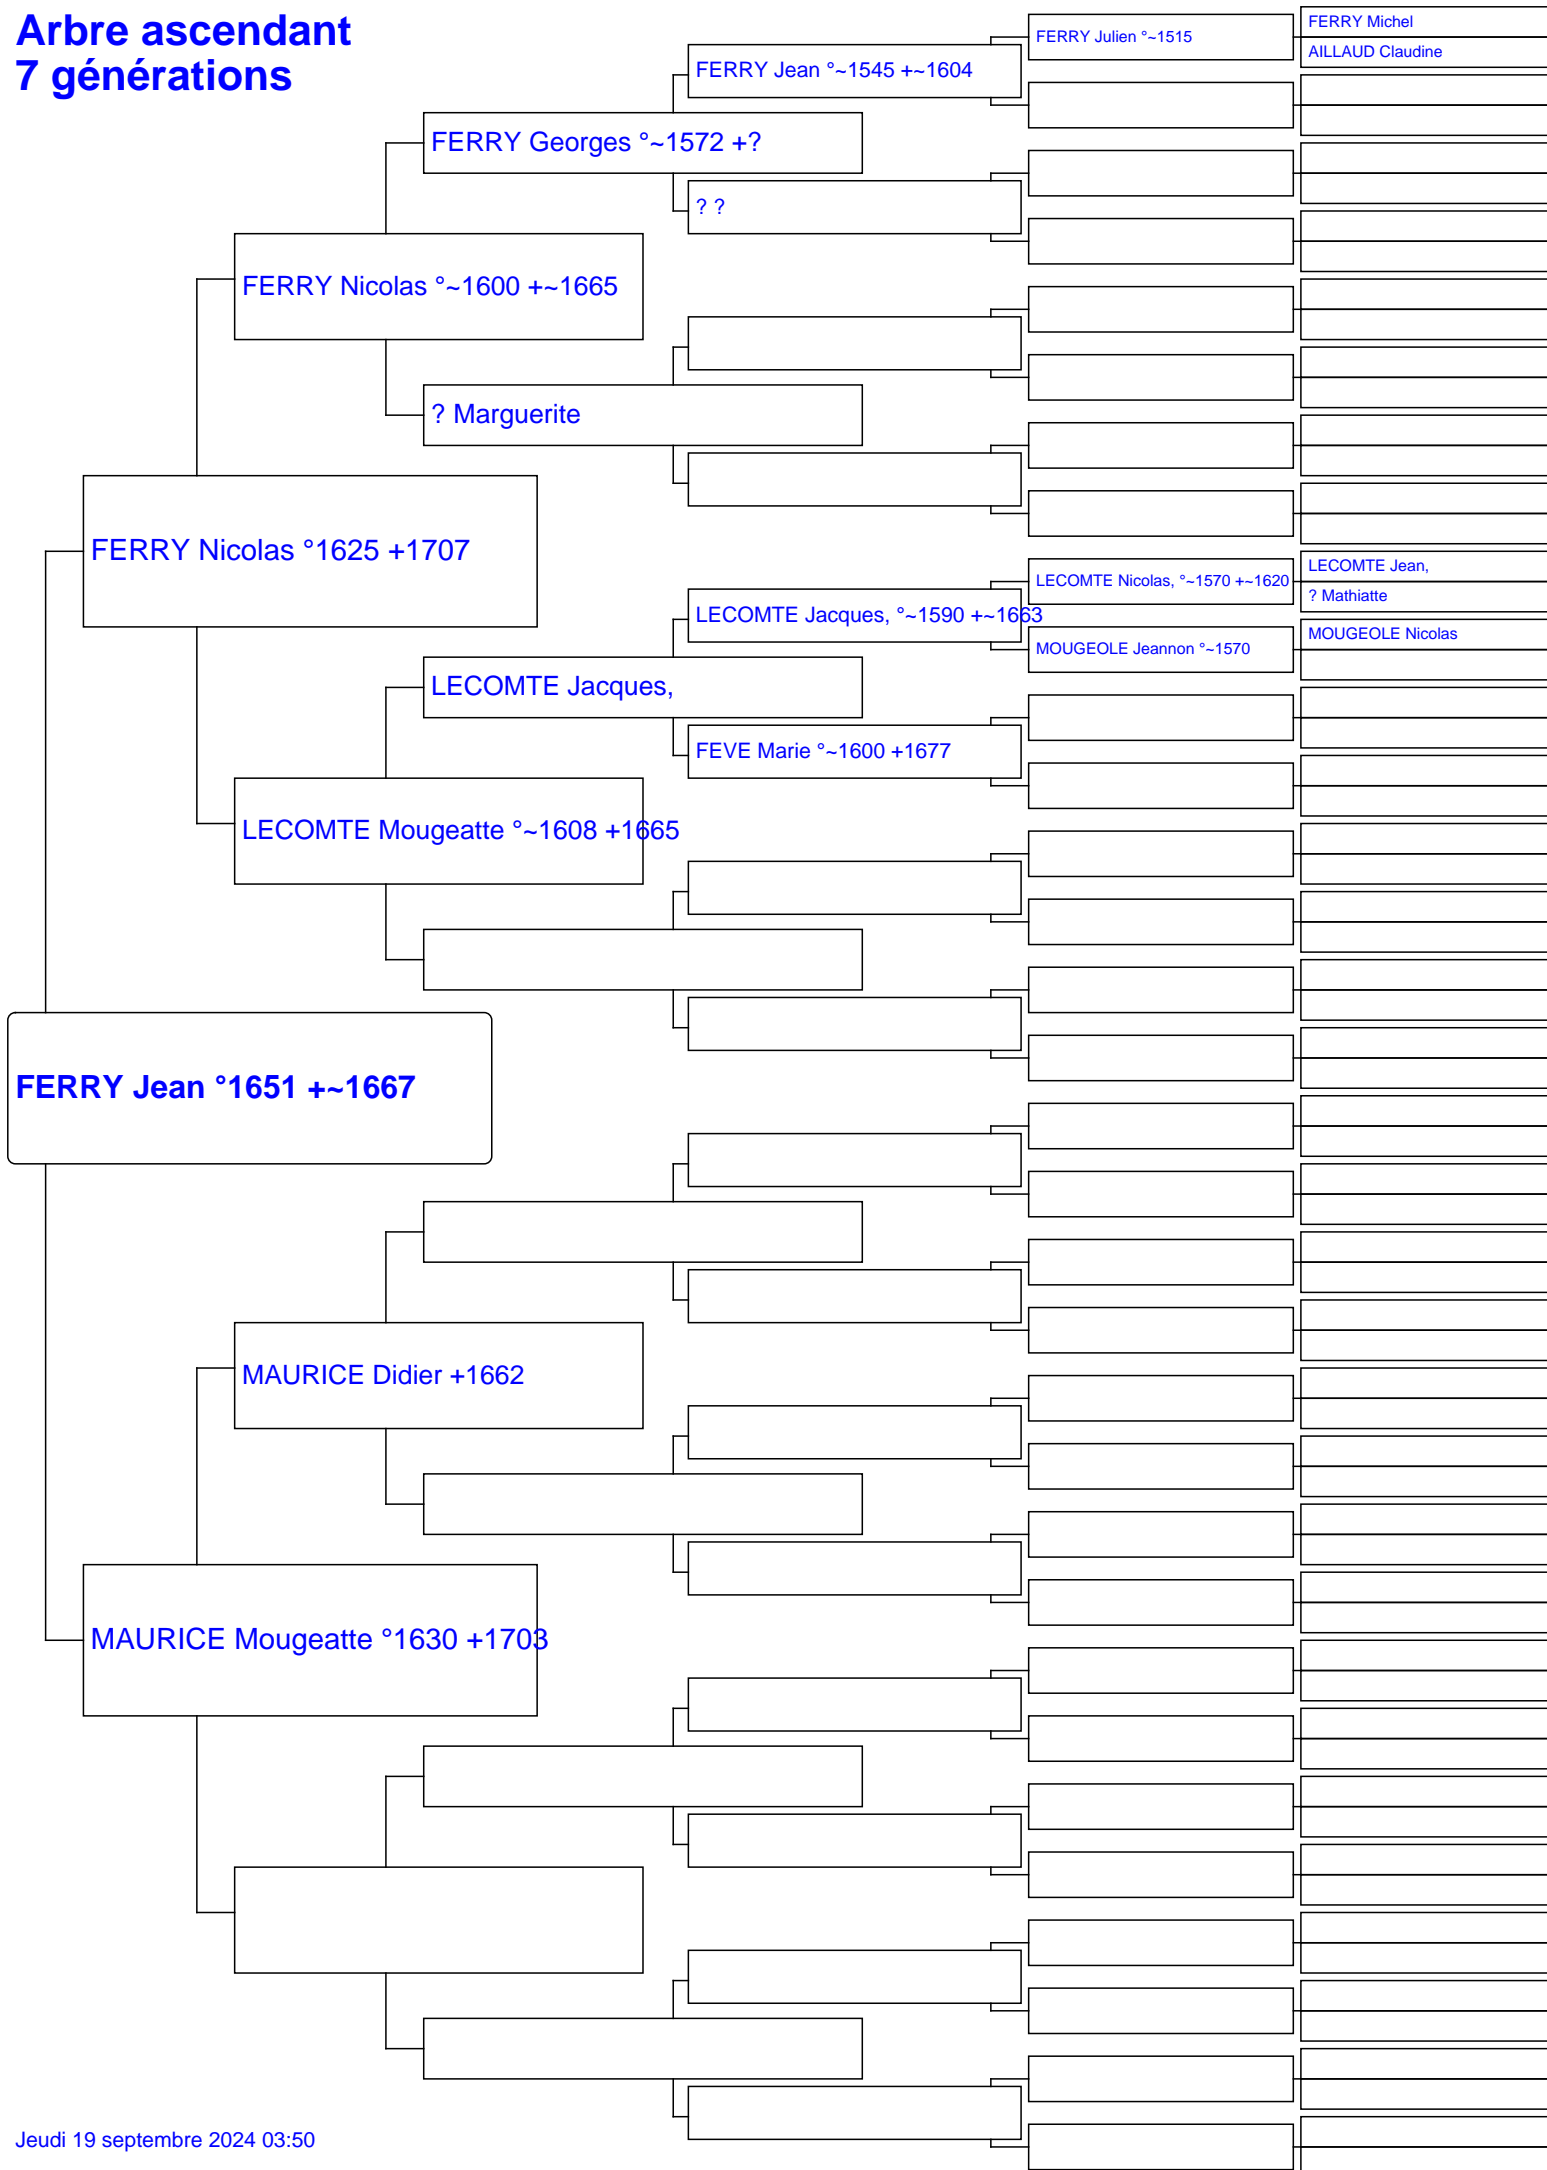 Arbre ascendant
7 générations
FERRY Michel
FERRY Julien °~1515
AILLAUD Claudine
FERRY Jean °~1545 +~1604
FERRY Georges °~1572 +?
? ?
FERRY Nicolas °~1600 +~1665
? Marguerite
FERRY Nicolas °1625 +1707
LECOMTE Jean,
LECOMTE Nicolas, °~1570 +~1620
? Mathiatte
LECOMTE Jacques, °~1590 +~1663
MOUGEOLE Nicolas
MOUGEOLE Jeannon °~1570
LECOMTE Jacques,
FEVE Marie °~1600 +1677
LECOMTE Mougeatte °~1608 +1665
FERRY Jean °1651 +~1667
MAURICE Didier +1662
MAURICE Mougeatte °1630 +1703
Jeudi 19 septembre 2024 03:50